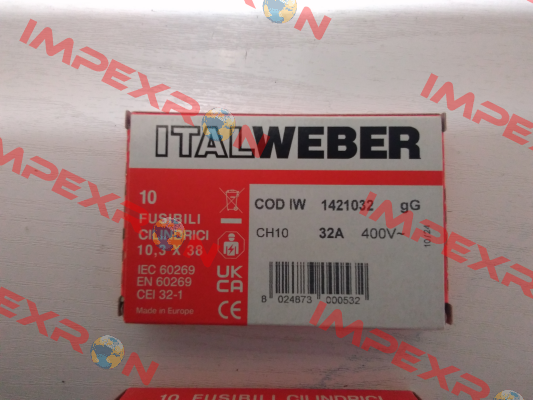 IMPEXRON
IMPEXRON
IMPEXRON
IMPEXRON
IMPEXRON
ITALWEBER
10
FUSIBILI
CILINDRICI
10,3 X 38
IEC 60269
EN 60269
CEI 32-1
Made in Europe
UK
CA
CE
COD IW 1421032 gG
CH10 32A 400V~
10/24
8 024873 000532
10 FUSIBILI CILINDRICI